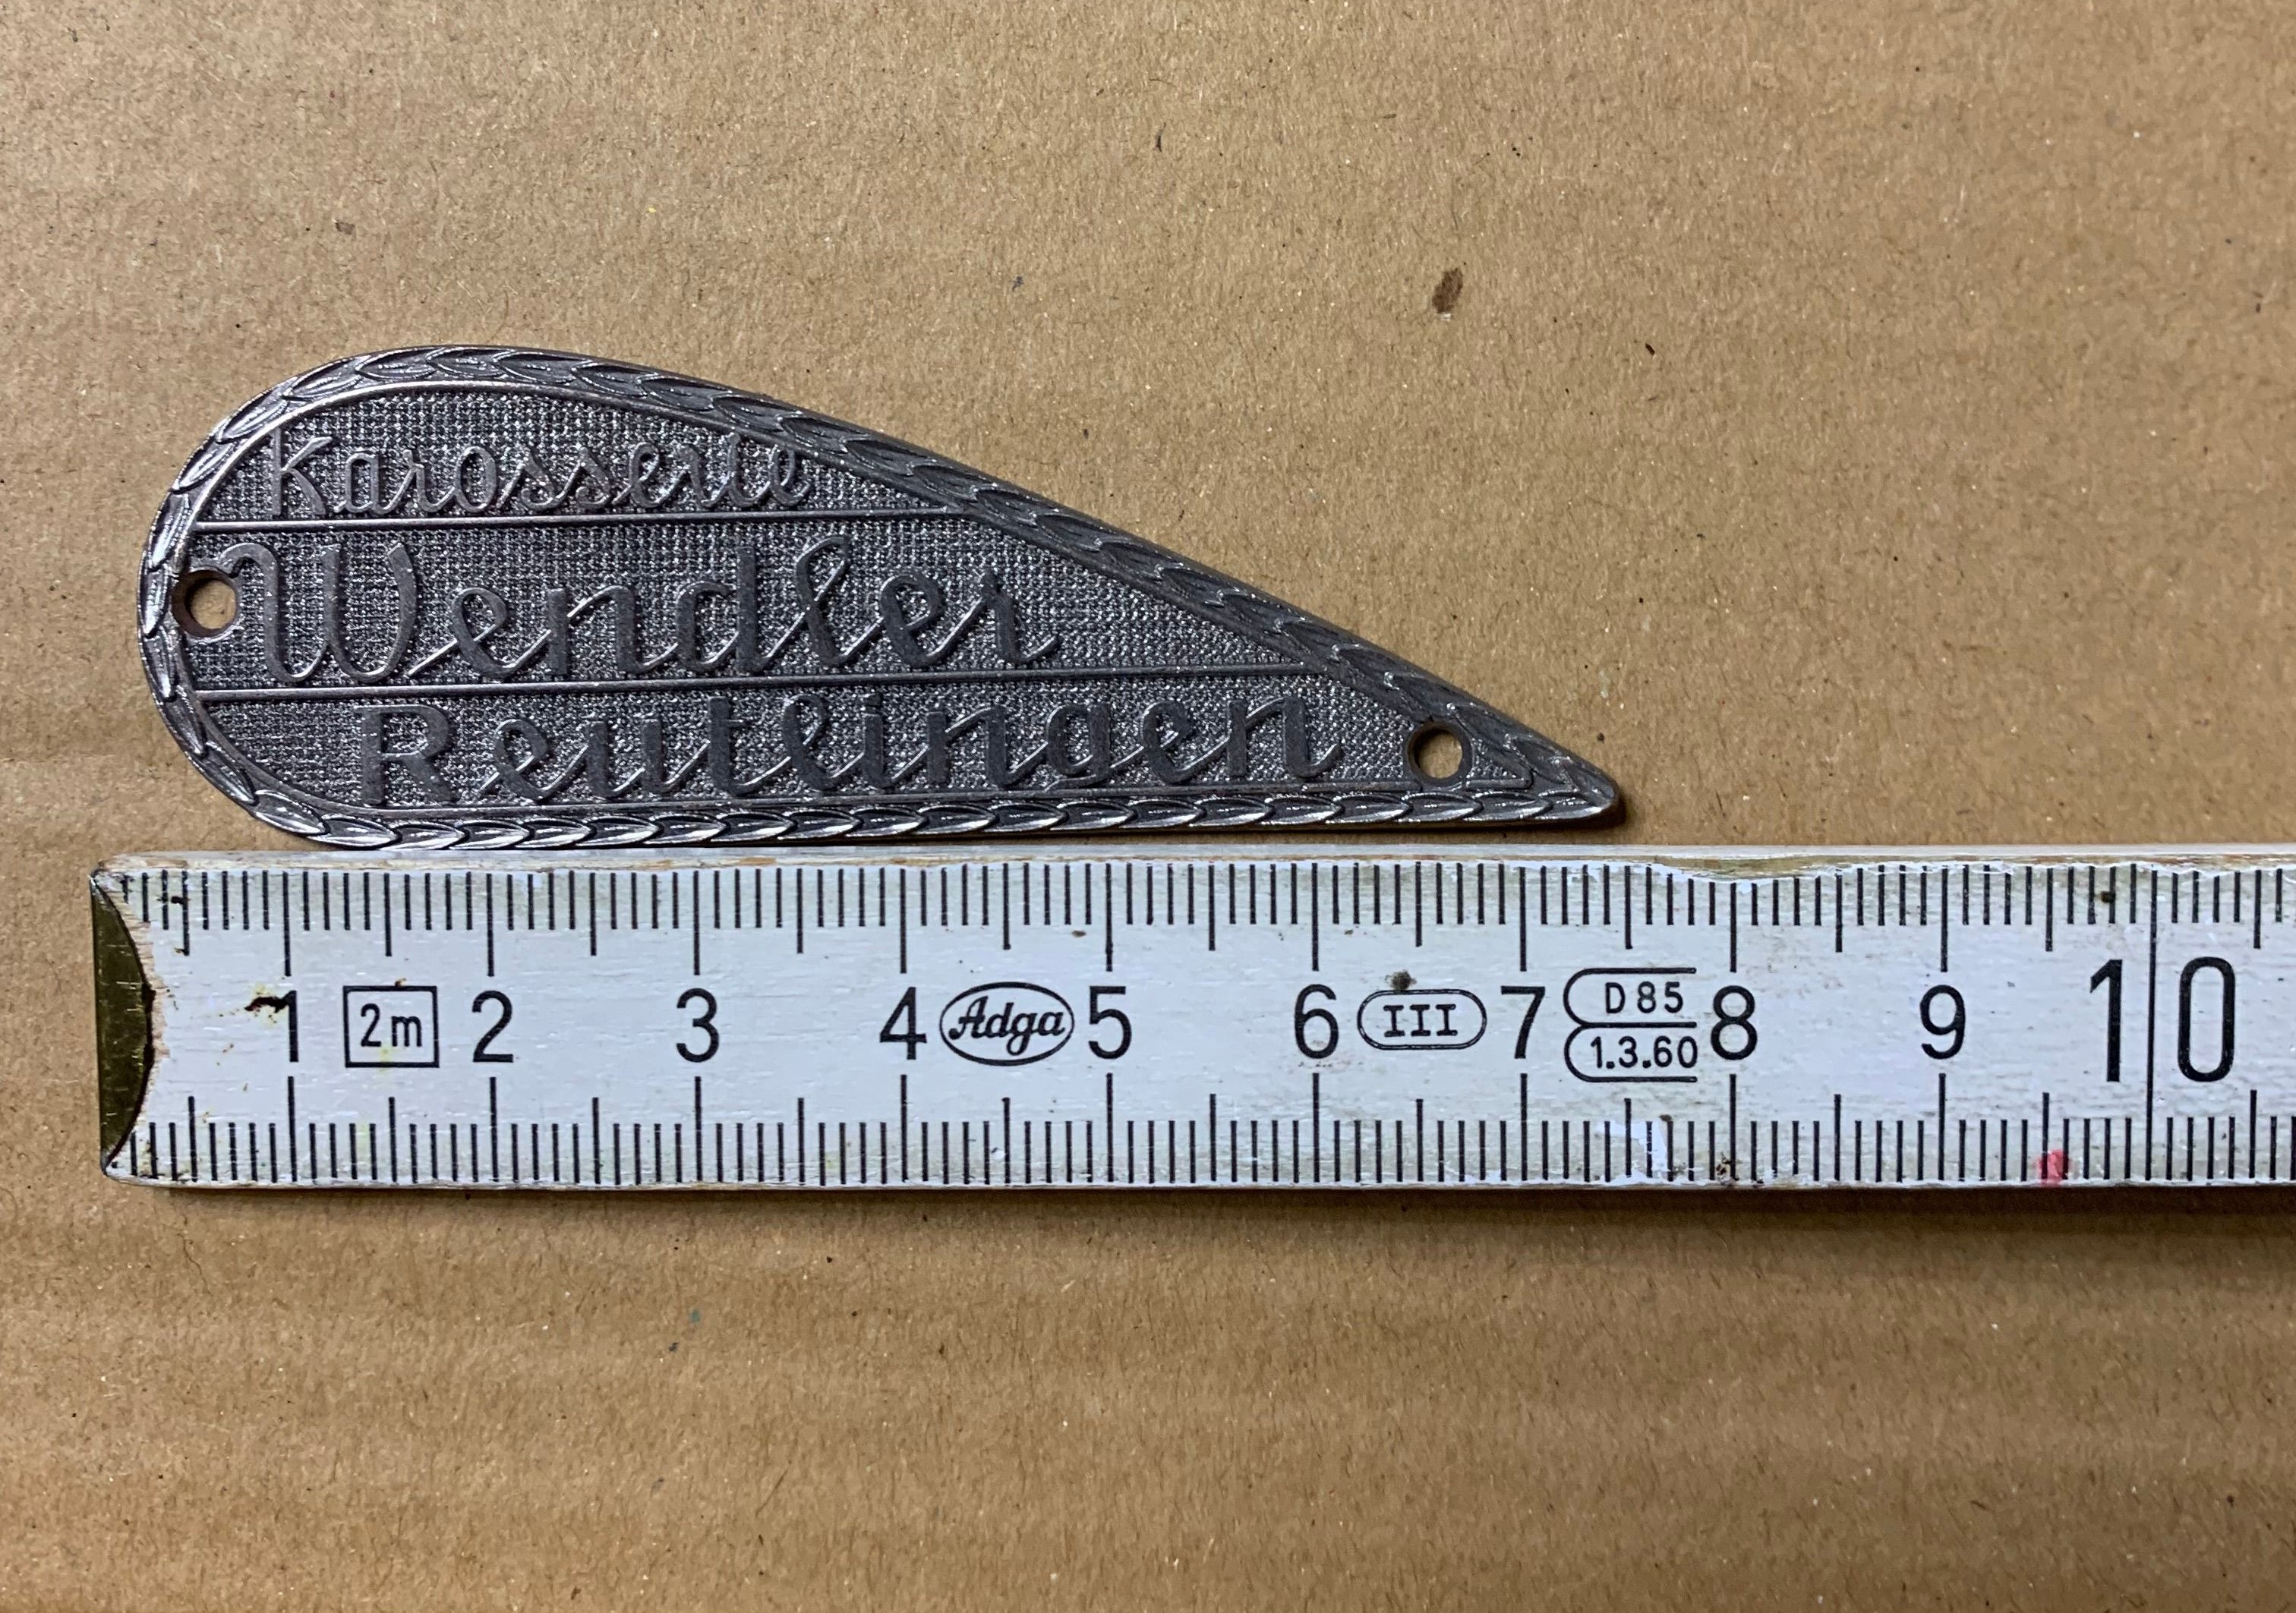 Karosserie
Wendler
Reutlingen
1 2m 2 3 4 Adga 5 6 III 7 D85 8 9 10
1.3.60